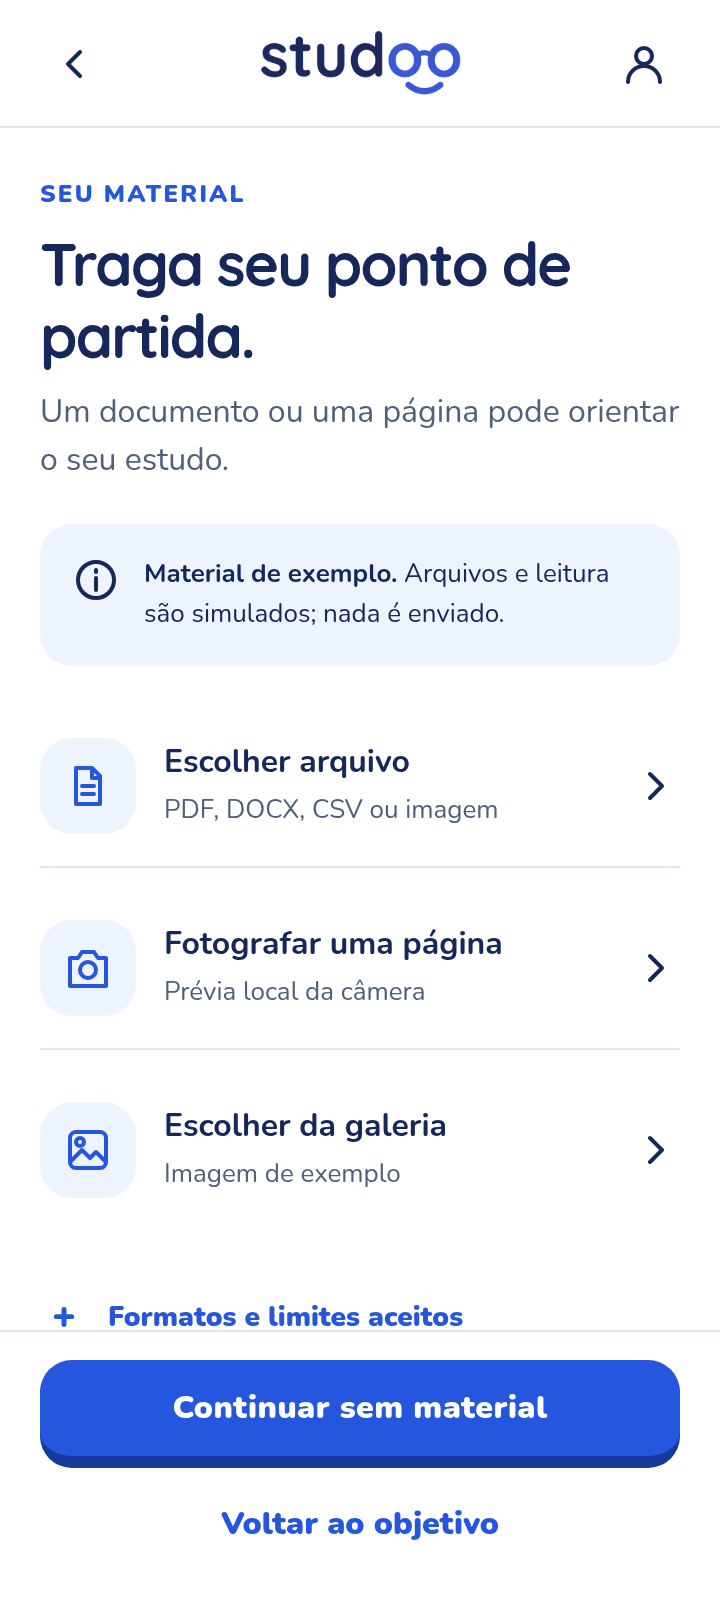 studoo
SEU MATERIAL
Traga seu ponto de
partida.
Um documento ou uma página pode orientar
o seu estudo.
Material de exemplo. Arquivos e leitura
são simulados; nada é enviado.
Escolher arquivo
PDF, DOCX, CSV ou imagem
Fotografar uma página
Prévia local da câmera
Escolher da galeria
Imagem de exemplo
+ Formatos e limites aceitos
Continuar sem material
Voltar ao objetivo